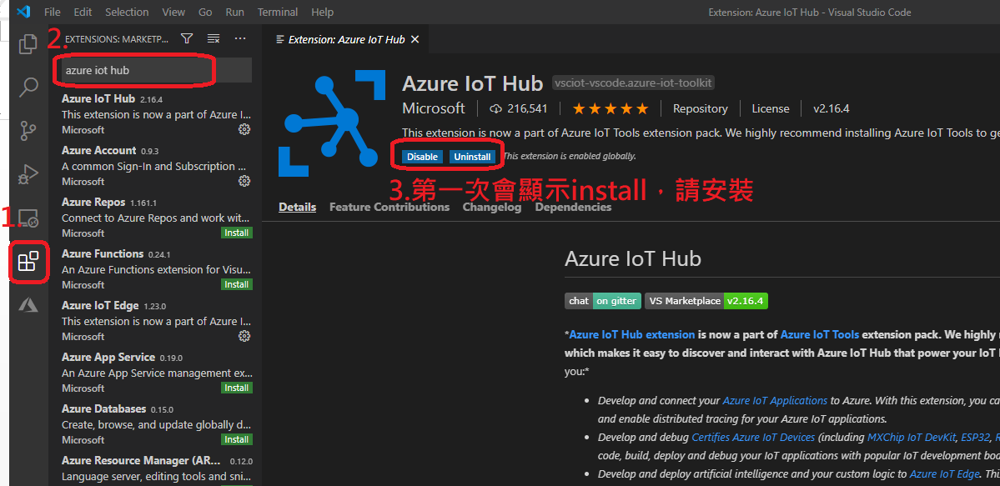 File Edit Selection View Go Run Terminal Help
Extension: Azure IoT Hub - Visual Studio Code
2.
EXTENSIONS: MARKETP...
azure iot hub
Azure IoT Hub 2.16.4
This extension is now a part of Azure I...
Microsoft
Azure Account 0.9.3
A common Sign-In and Subscription ...
Microsoft
Azure Repos 1.161.1
Connect to Azure Repos and work wit...
Microsoft Install
Azure Functions 0.24.1
An Azure Functions extension for Visu...
Microsoft Install
Azure IoT Edge 1.23.0
This extension is now a part of Azure I...
Microsoft
Azure App Service 0.19.0
An Azure App Service management ex...
Microsoft Install
Azure Databases 0.15.0
Create, browse, and update globally d...
Microsoft Install
Azure Resource Manager (AR... 0.12.0
Language server, editing tools and sni...
1.
Extension: Azure IoT Hub
Azure IoT Hub vsciot-vscode.azure-iot-toolkit
Microsoft 216,541 Repository License v2.16.4
This extension is now a part of Azure IoT Tools extension pack. We highly recommend installing Azure IoT Tools to ge
Disable Uninstall This extension is enabled globally.
3.第一次會顯示install，請安裝
Details Feature Contributions Changelog Dependencies
Azure IoT Hub
chat on gitter VS Marketplace v2.16.4
*Azure IoT Hub extension is now a part of Azure IoT Tools extension pack. We highly
which makes it easy to discover and interact with Azure IoT Hub that power your IoT
you:*
• Develop and connect your Azure IoT Applications to Azure. With this extension, you ca
and enable distributed tracing for your Azure IoT applications.
• Develop and debug Certifies Azure IoT Devices (including MXChip IoT DevKit, ESP32, R
code, build, deploy and debug your IoT applications with popular IoT development boa
• Develop and deploy artificial intelligence and your custom logic to Azure IoT Edge. Thi